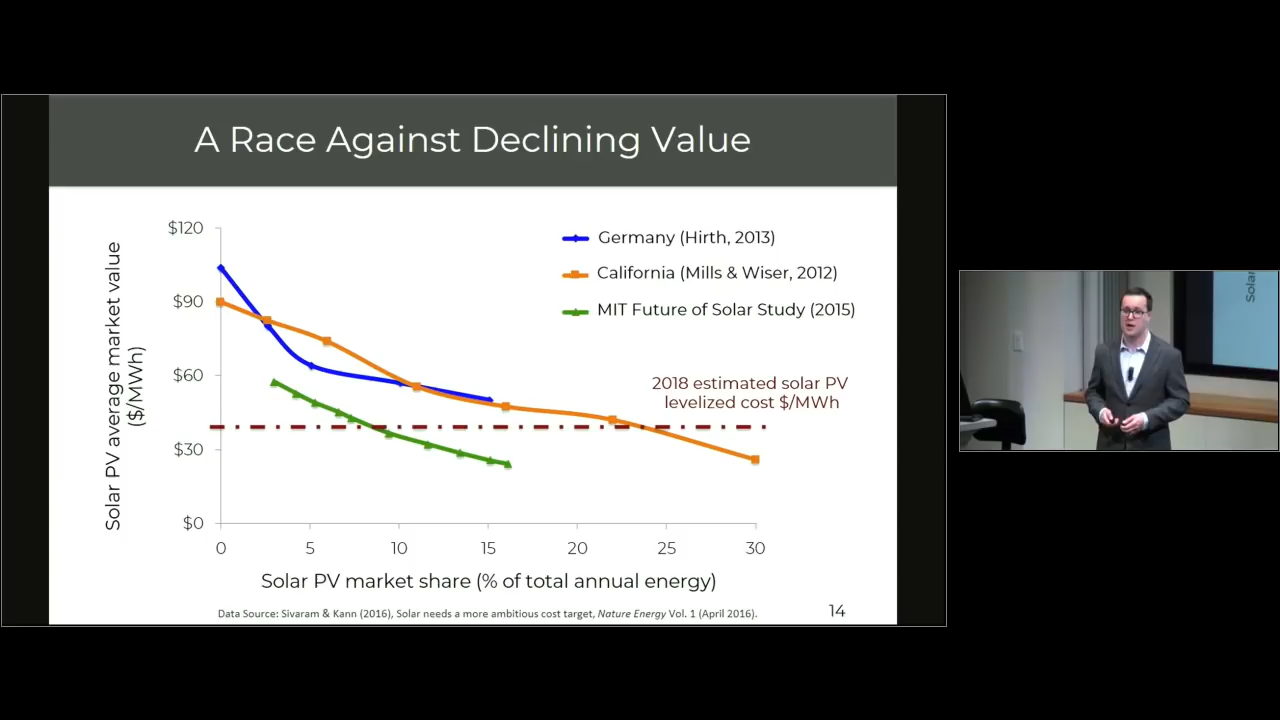 A Race Against Declining Value
Solar PV average market value
($/MWh)
$120
$90
$60
$30
$0
Germany (Hirth, 2013)
California (Mills & Wiser, 2012)
MIT Future of Solar Study (2015)
2018 estimated solar PV
levelized cost $/MWh
0 5 10 15 20 25 30
Solar PV market share (% of total annual energy)
Data Source: Sivaram & Kann (2016), Solar needs a more ambitious cost target, Nature Energy Vol. 1 (April 2016).
14
Solar